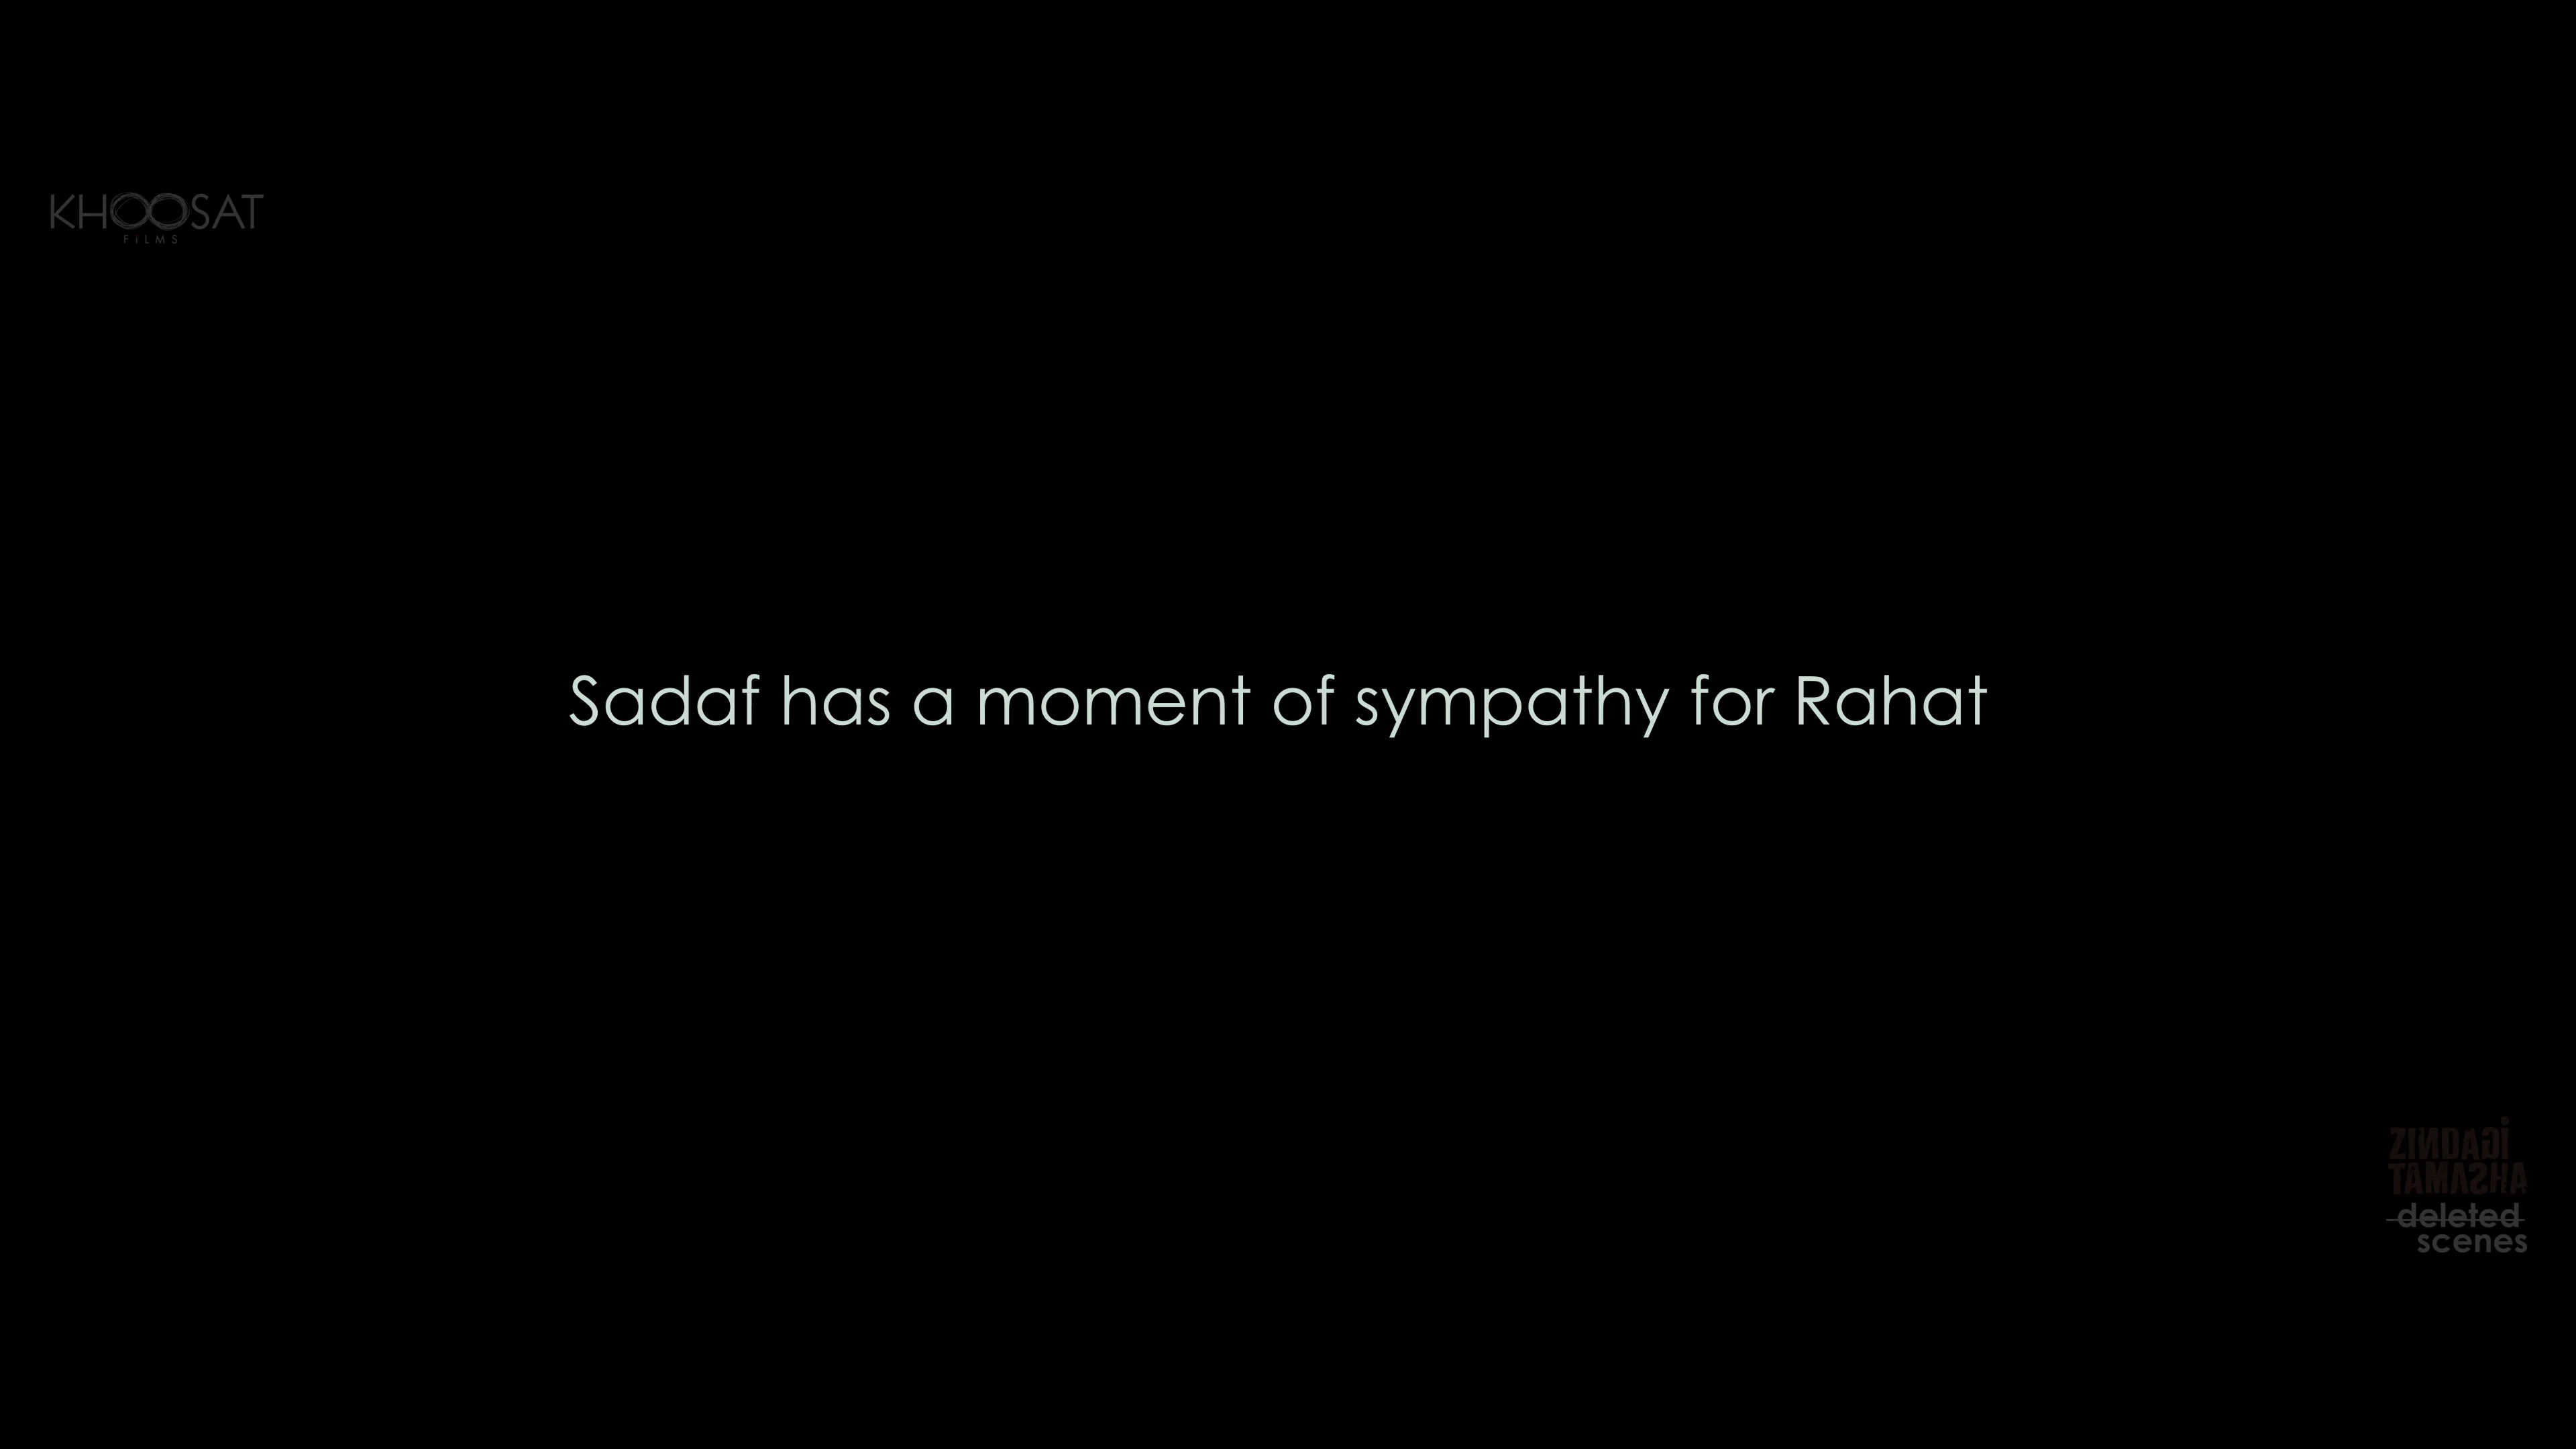 KHOOSAT
FiLMS
Sadaf has a moment of sympathy for Rahat
ZINDAGi
TAMASHA
deleted
scenes